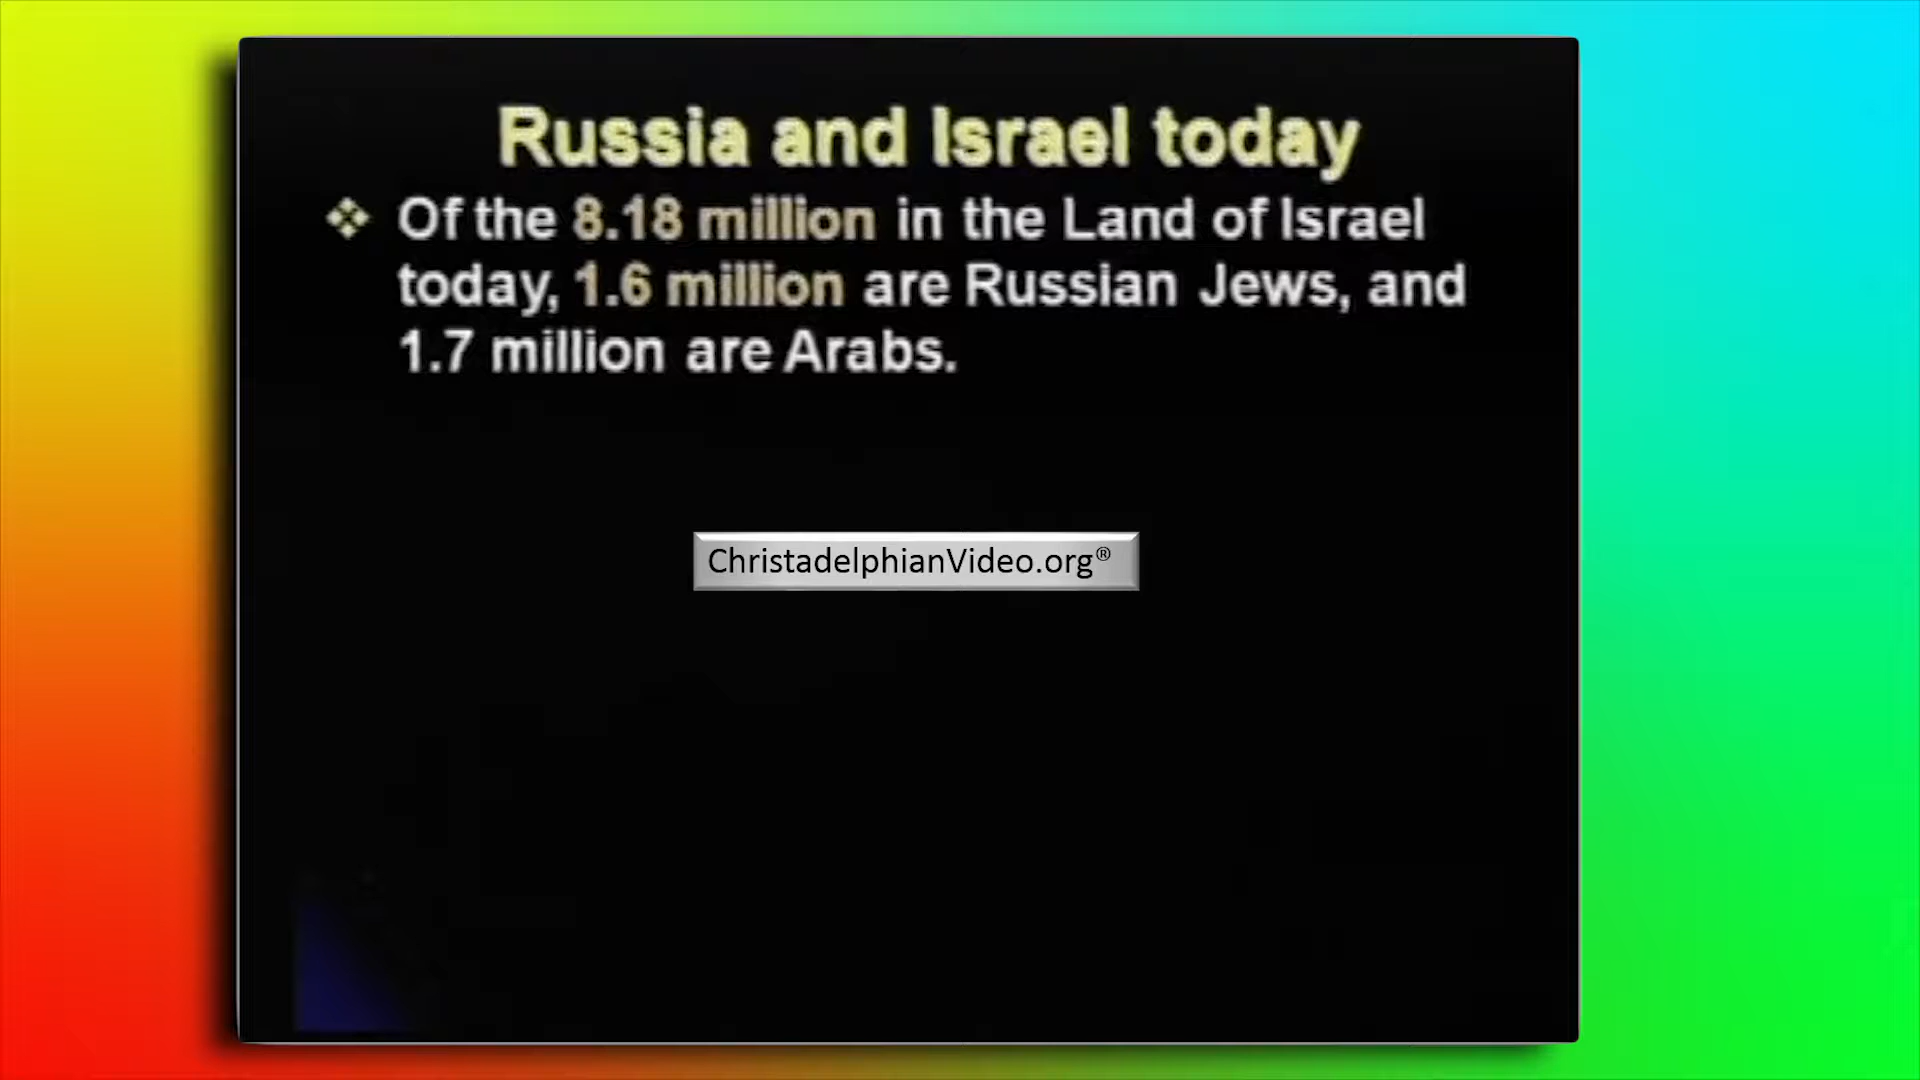 Russia and Israel today
❖ Of the 8.18 million in the Land of Israel
today, 1.6 million are Russian Jews, and
1.7 million are Arabs.
ChristadelphianVideo.org®